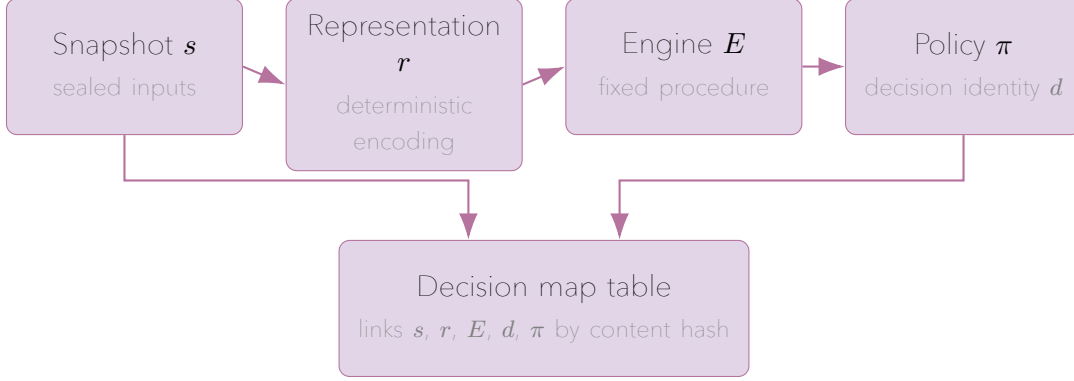 Snapshot s
sealed inputs
Representation
r
deterministic
encoding
Engine E
fixed procedure
Policy π
decision identity d
Decision map table
links s, r, E, d, π by content hash